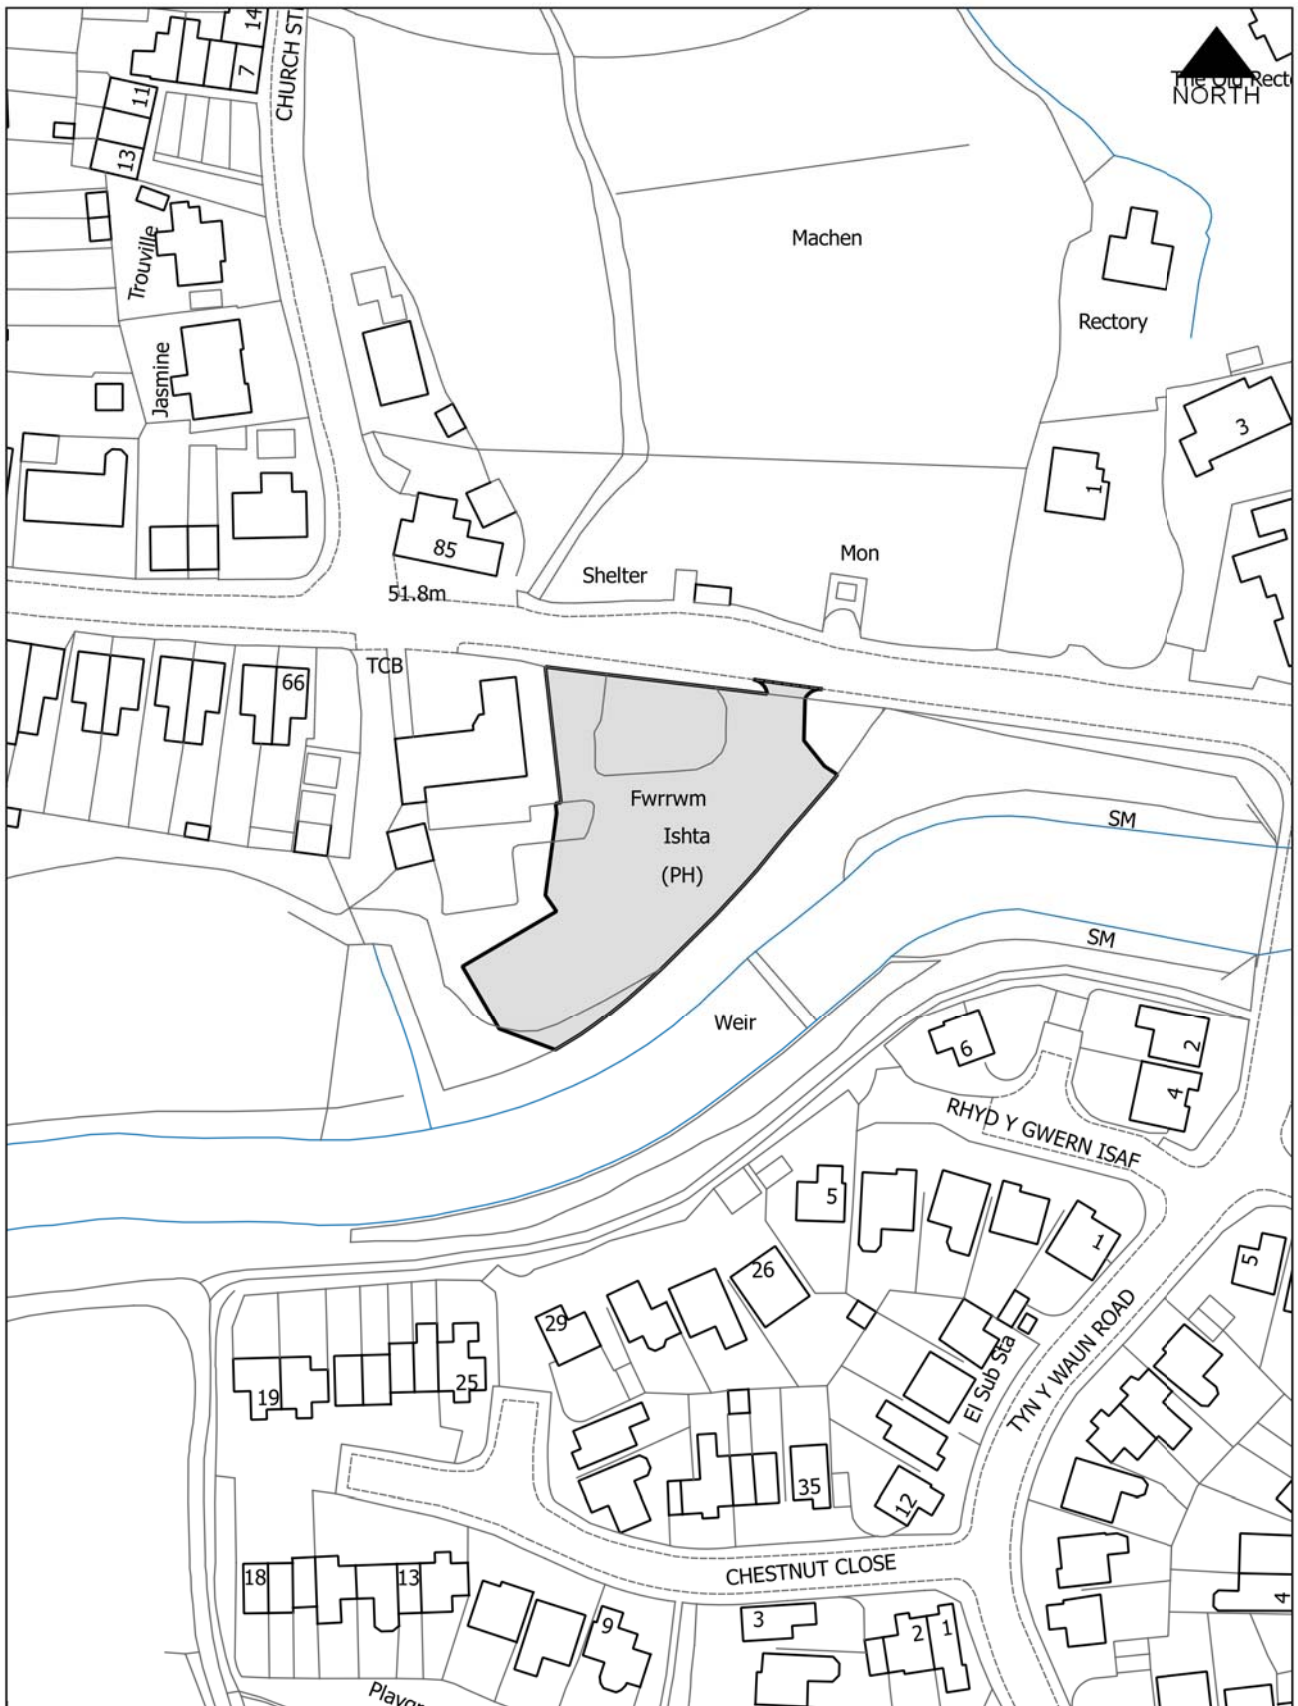 14
CHURCH ST
7
The Old Rect
NORTH
11
13
Trouville
Machen
Rectory
Jasmine
3
1
85
Mon
Shelter
51.8m
TCB
66
Fwrrwm
Ishta
(PH)
SM
SM
Weir
6
2
4
RHYD Y GWERN ISAF
5
1
5
26
29
19
25
El Sub Sta
TYN Y WAUN ROAD
35
12
CHESTNUT CLOSE
18
13
9
3
2
1
4
Playgr